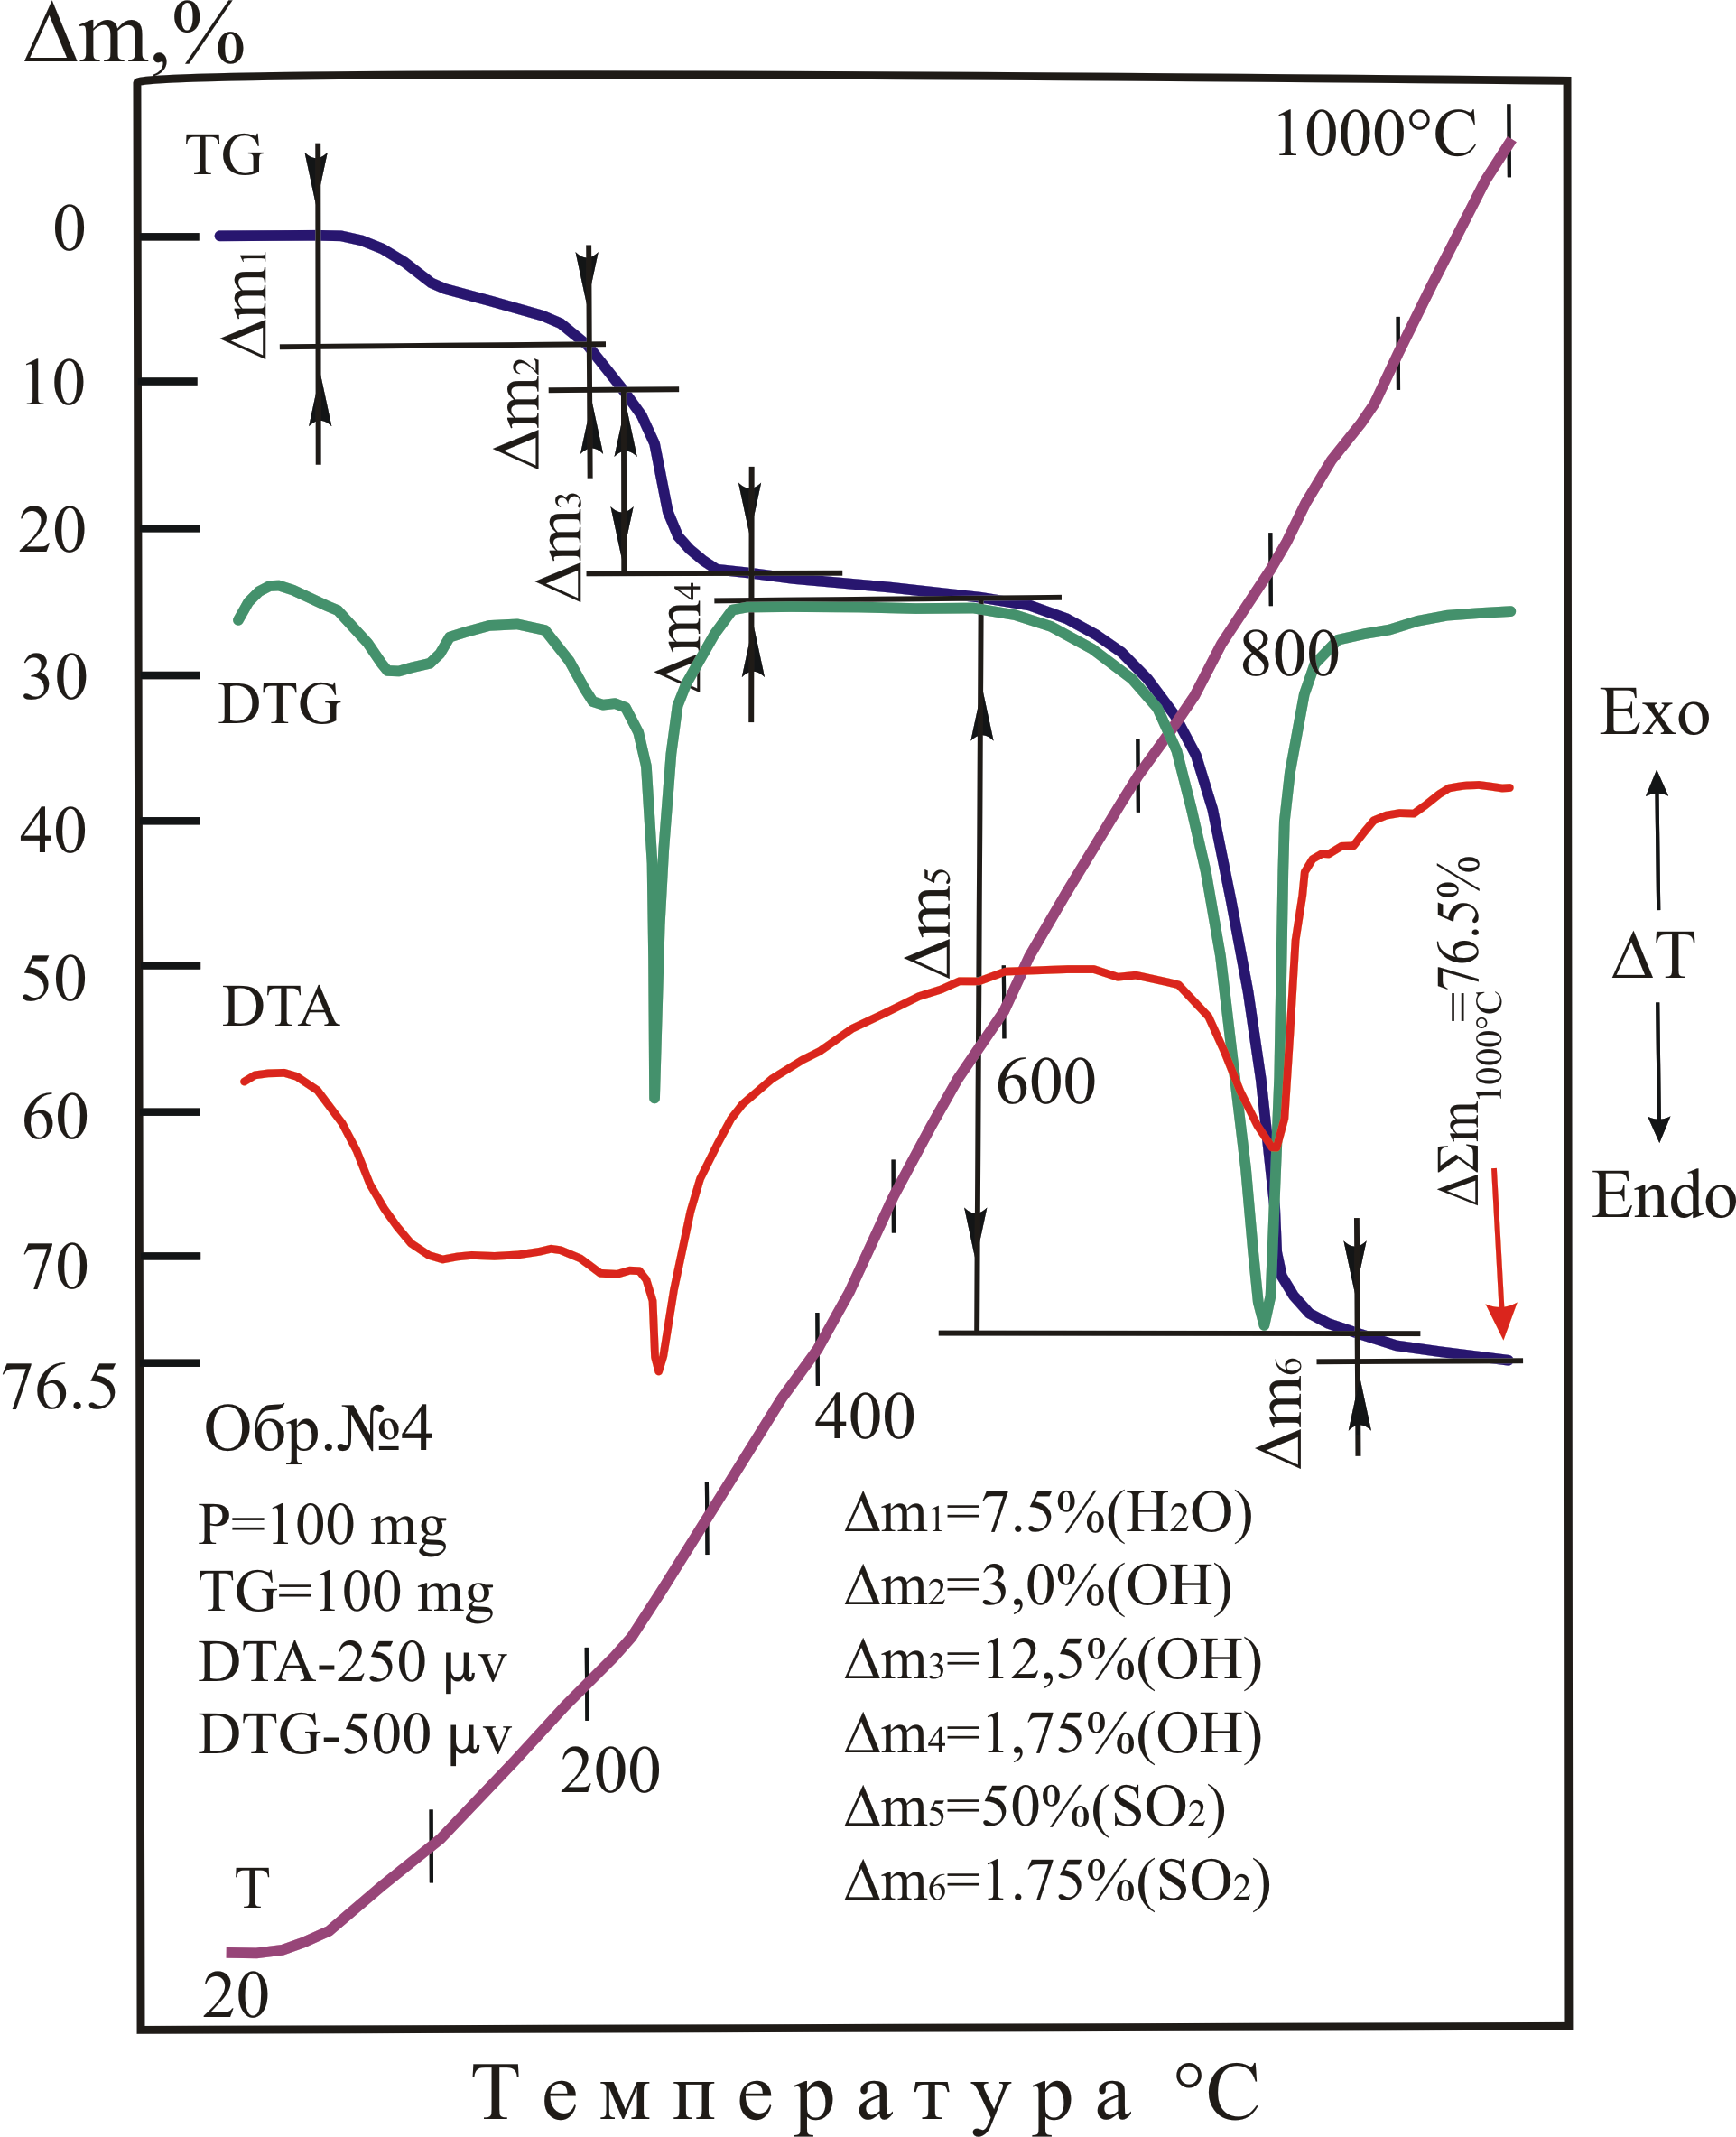 Δm,%
TG
1000°C
0
Δm1
10
Δm2
20
Δm3
Δm4
800
30
DTG
Exo
40
Δm5
ΔΣm1000°C=76.5%
ΔT
50
DTA
600
60
Endo
70
76.5
Δm6
400
Обр.№4
P=100 mg
TG=100 mg
DTA-250 μv
DTG-500 μv
Δm1=7.5%(H2O)
Δm2=3,0%(OH)
Δm3=12,5%(OH)
Δm4=1,75%(OH)
Δm5=50%(SO2)
Δm6=1.75%(SO2)
200
T
20
Температура °C